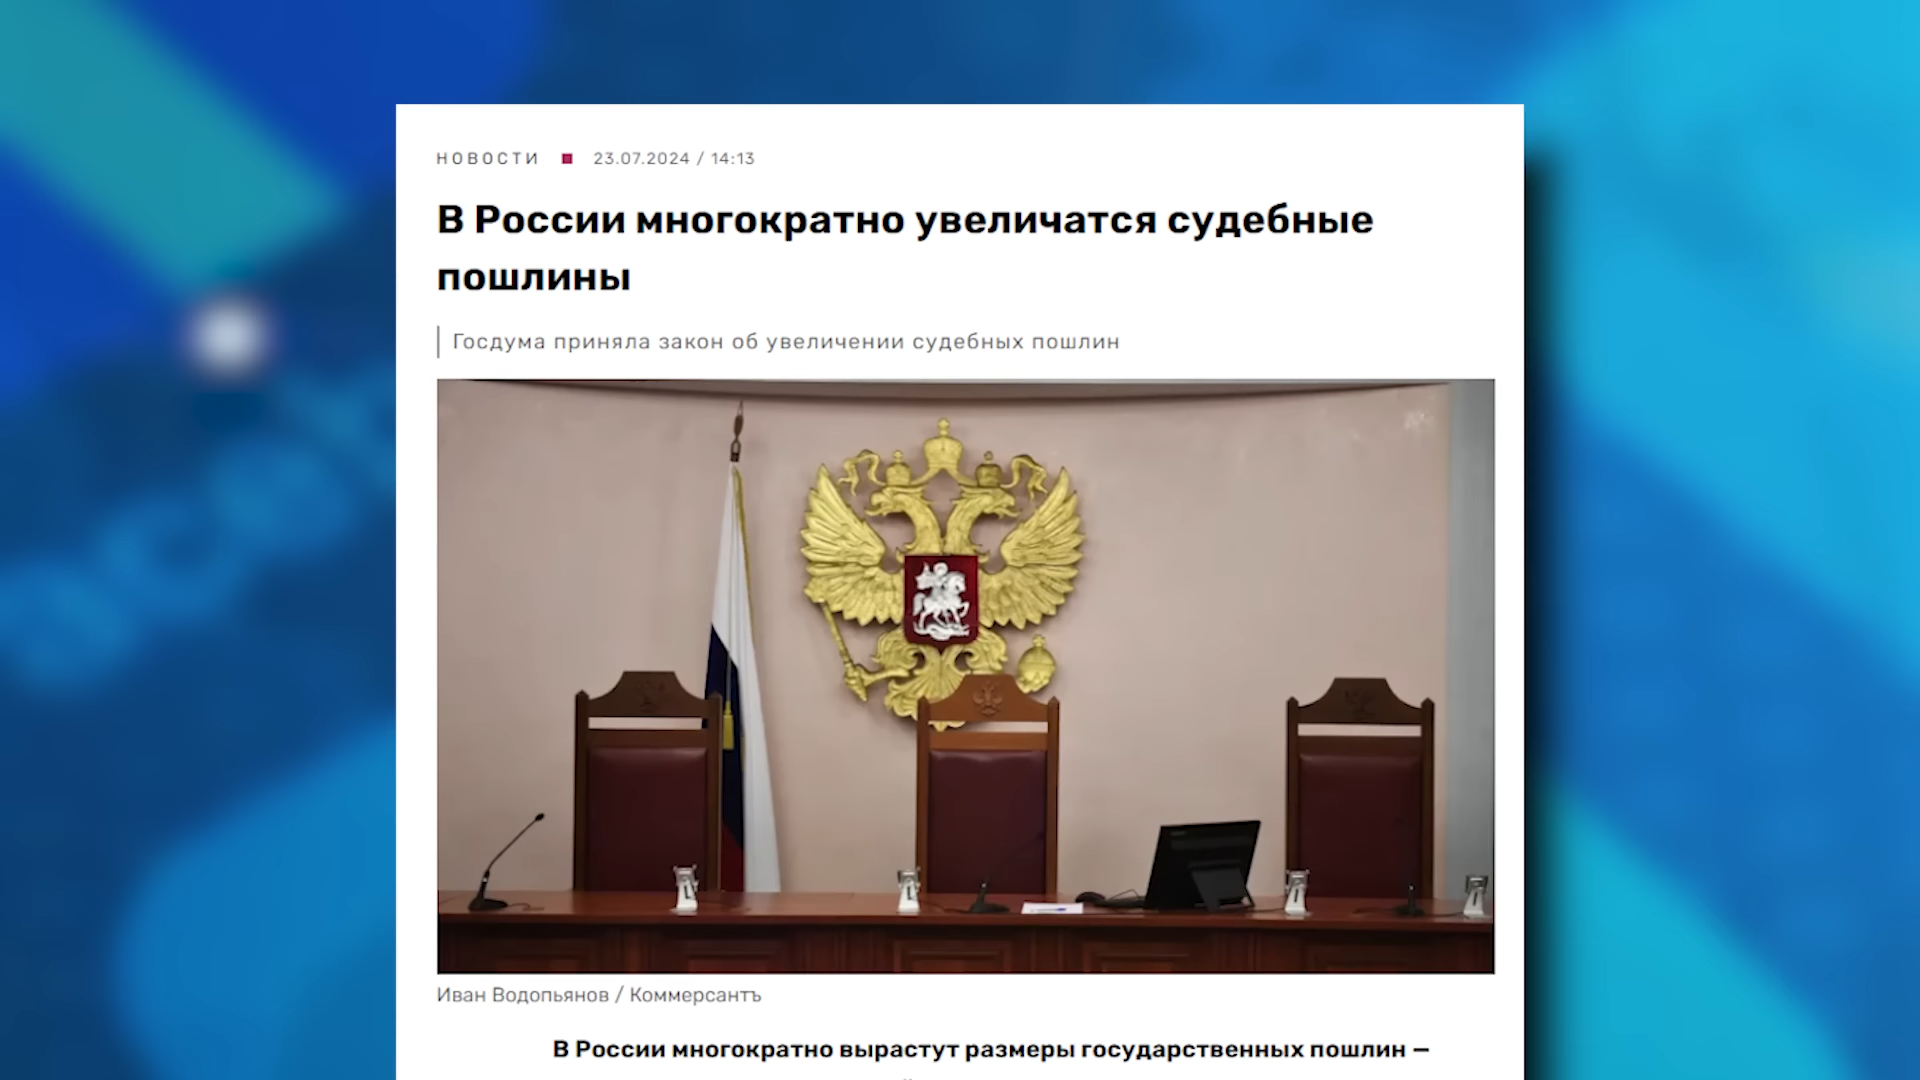 НОВОСТИ 23.07.2024 / 14:13
В России многократно увеличатся судебные
пошлины
Госдума приняла закон об увеличении судебных пошлин
Иван Водопьянов / Коммерсантъ
В России многократно вырастут размеры государственных пошлин —